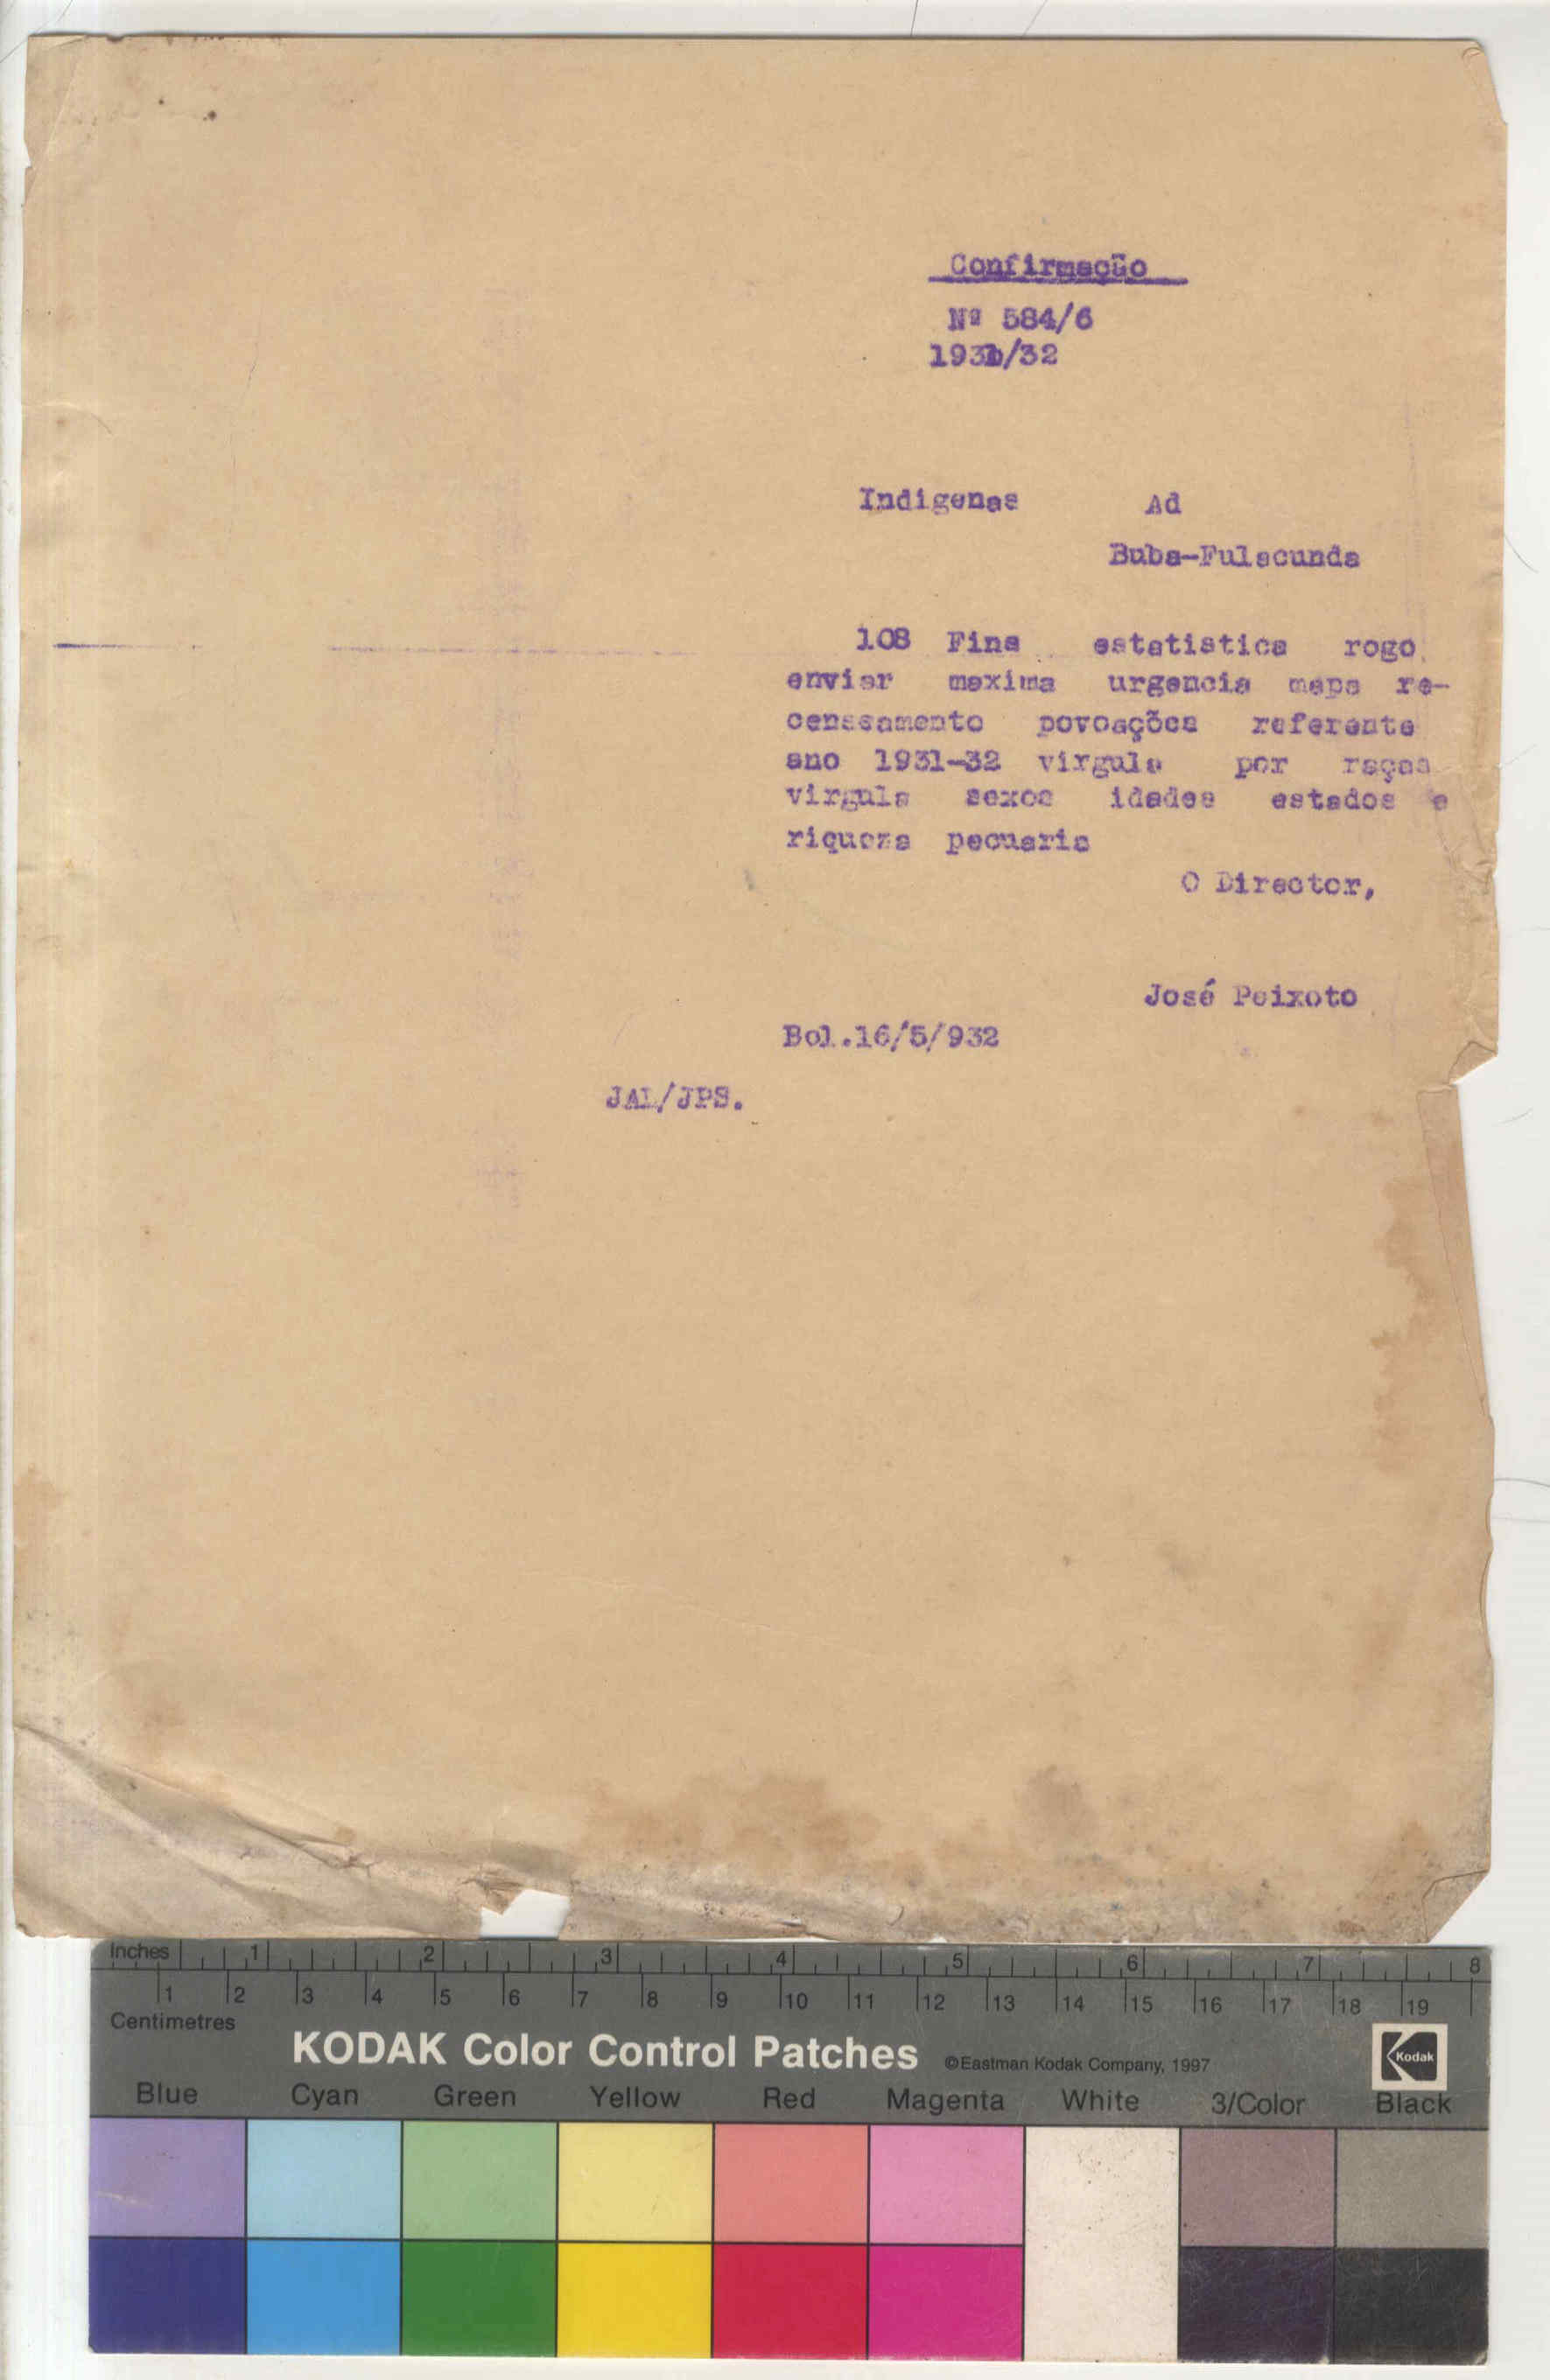 Confirmação
Nº 584/6
1931/32
Indigenas Ad
Buba-Fulacunda
108 Fins estatistica rogo
enviar maxima urgencia mapa re-
censsamento povoações referente
ano 1931-32 virgula por raças
virgula sexos idades estados e
riqueza pecuaria
O Director,
José Peixoto
Bol.16/5/932
JAL/JPS.
Inches 1 2 3 4 5 6 7 8
1 2 3 4 5 6 7 8 9 10 11 12 13 14 15 16 17 18 19
Centimetres
KODAK Color Control Patches ©Eastman Kodak Company, 1997 Kodak
Blue Cyan Green Yellow Red Magenta White 3/Color Black